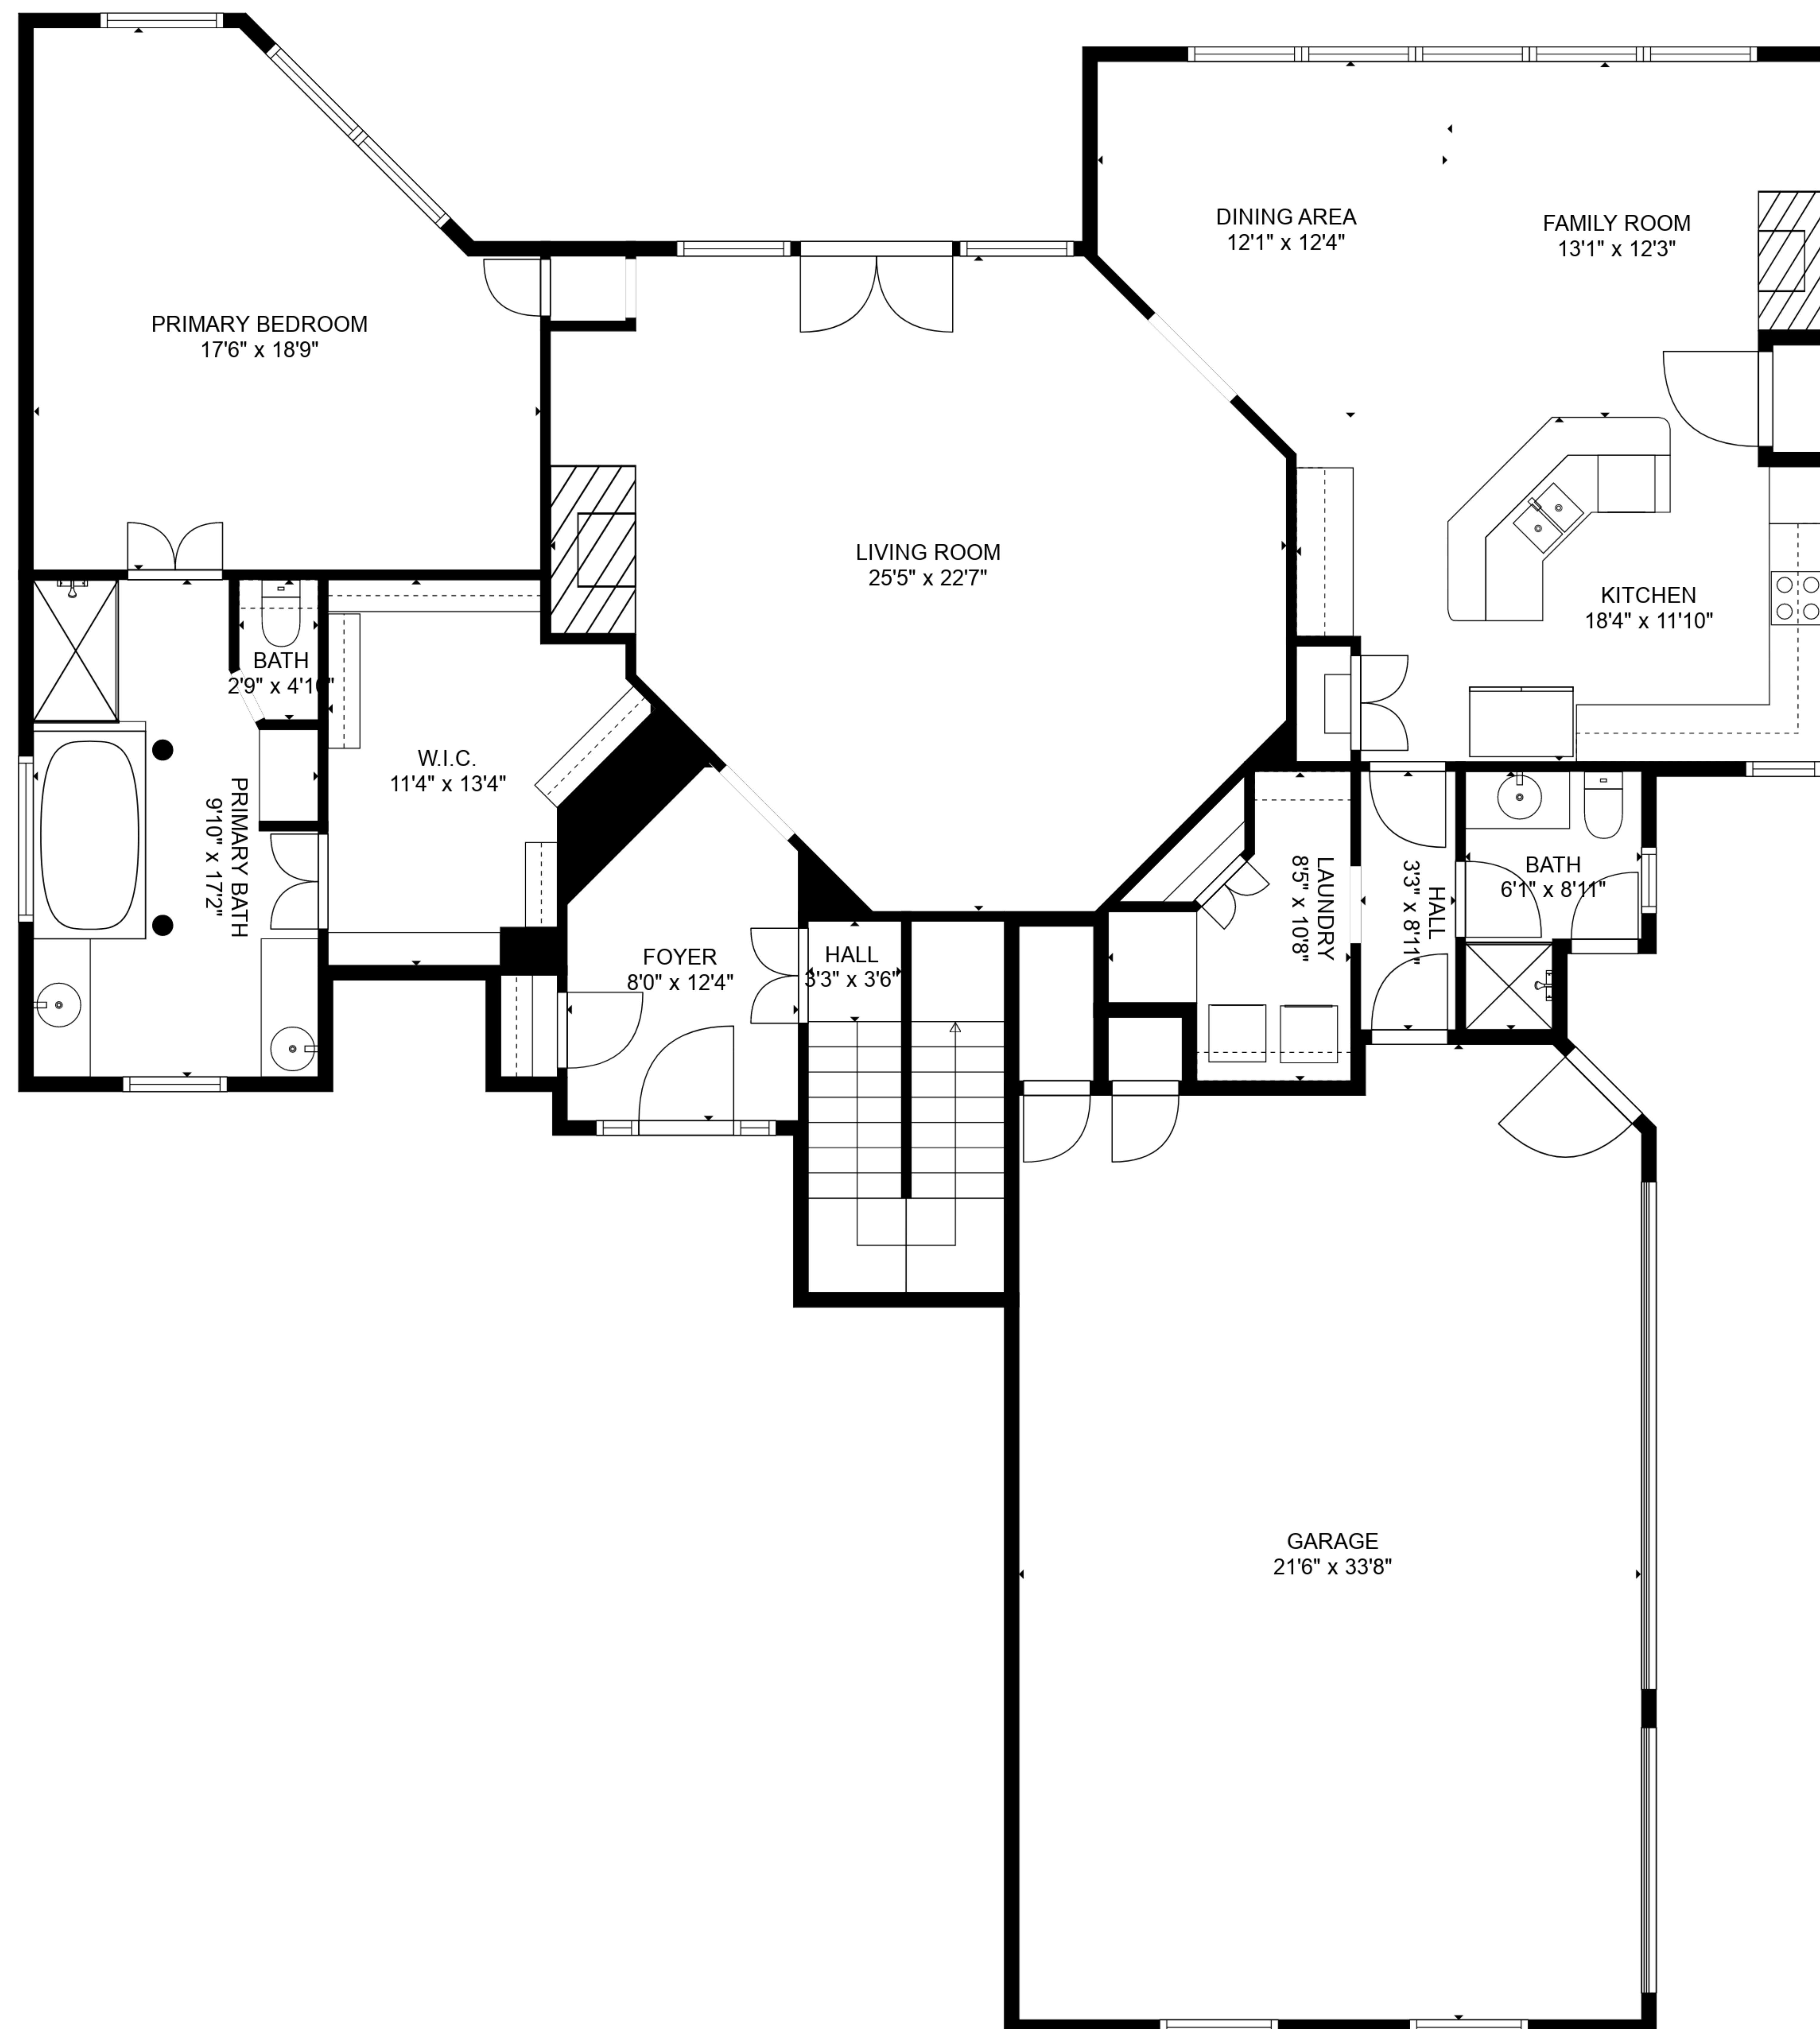 DINING AREA
12'1" x 12'4"
FAMILY ROOM
13'1" x 12'3"
PRIMARY BEDROOM
17'6" x 18'9"
LIVING ROOM
25'5" x 22'7"
KITCHEN
18'4" x 11'10"
BATH
2'9" x 4'10"
W.I.C.
11'4" x 13'4"
PRIMARY BATH
9'10" x 17'2"
LAUNDRY
8'5" x 10'8"
HALL
3'3" x 8'11"
BATH
6'1" x 8'11"
FOYER
8'0" x 12'4"
HALL
3'3" x 3'6"
GARAGE
21'6" x 33'8"